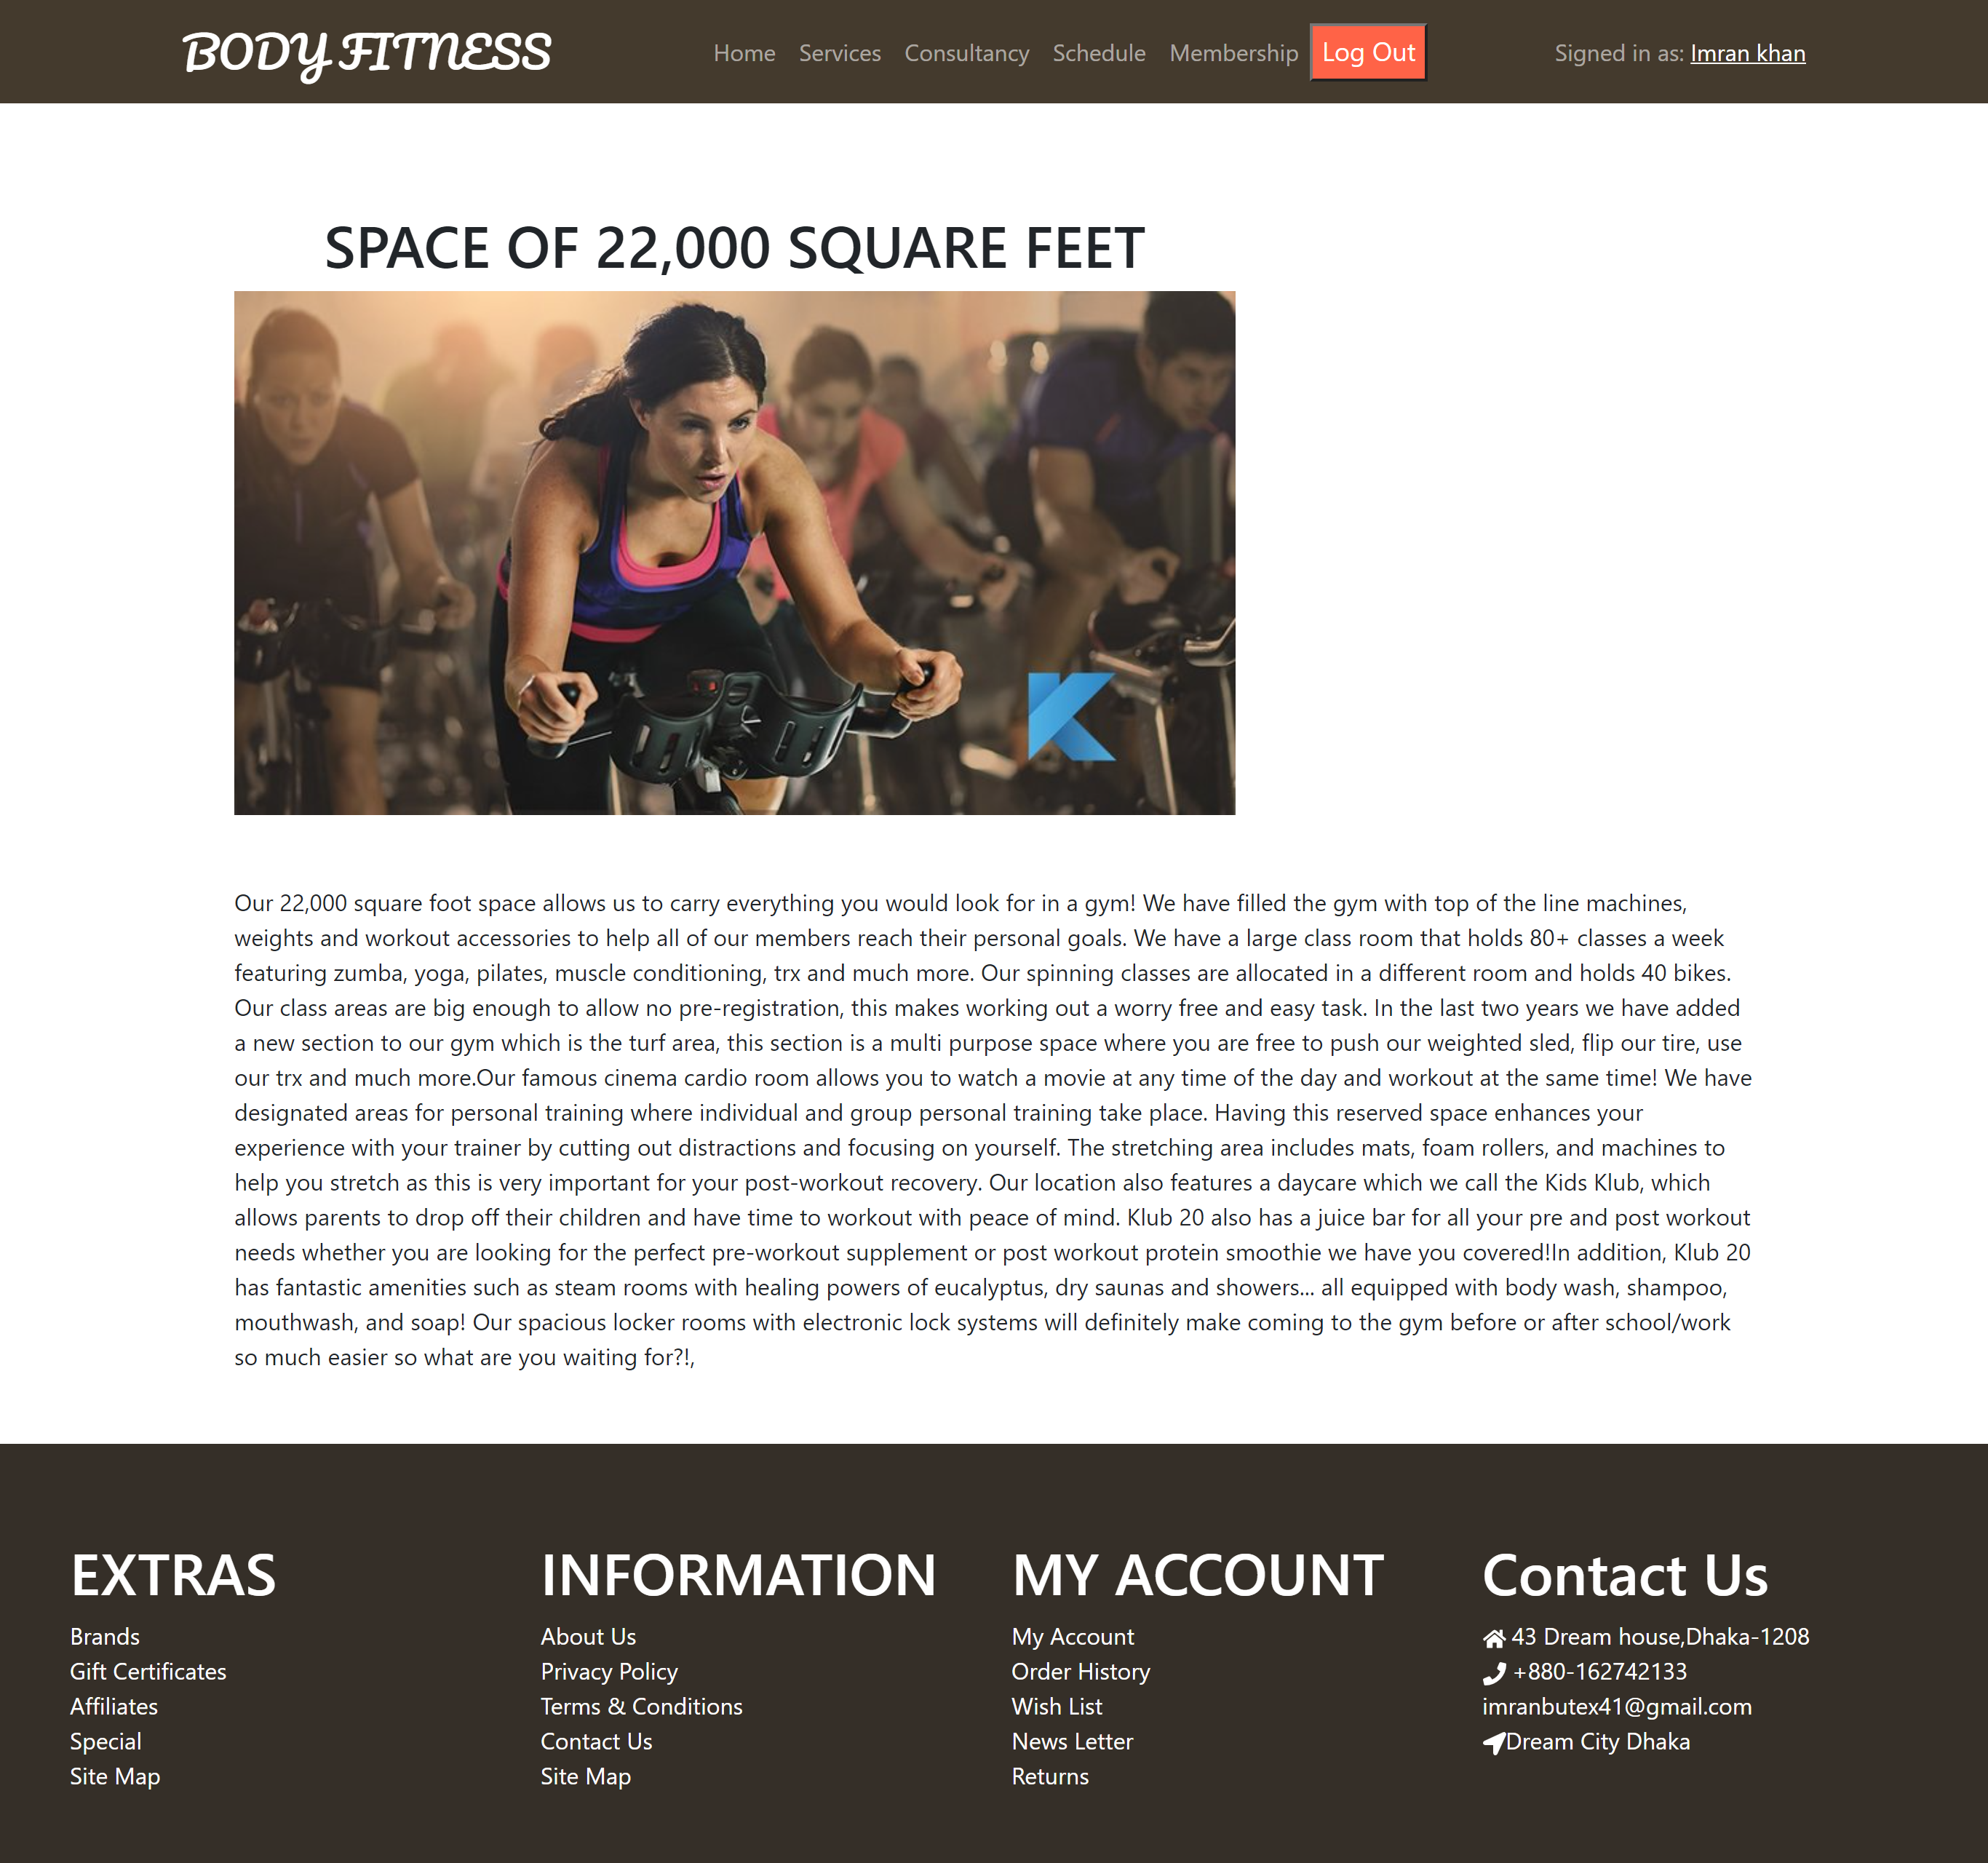 BODY FITNESS
Home Services Consultancy Schedule Membership Log Out Signed in as: Imran khan
SPACE OF 22,000 SQUARE FEET
K
Our 22,000 square foot space allows us to carry everything you would look for in a gym! We have filled the gym with top of the line machines,
weights and workout accessories to help all of our members reach their personal goals. We have a large class room that holds 80+ classes a week
featuring zumba, yoga, pilates, muscle conditioning, trx and much more. Our spinning classes are allocated in a different room and holds 40 bikes.
Our class areas are big enough to allow no pre-registration, this makes working out a worry free and easy task. In the last two years we have added
a new section to our gym which is the turf area, this section is a multi purpose space where you are free to push our weighted sled, flip our tire, use
our trx and much more.Our famous cinema cardio room allows you to watch a movie at any time of the day and workout at the same time! We have
designated areas for personal training where individual and group personal training take place. Having this reserved space enhances your
experience with your trainer by cutting out distractions and focusing on yourself. The stretching area includes mats, foam rollers, and machines to
help you stretch as this is very important for your post-workout recovery. Our location also features a daycare which we call the Kids Klub, which
allows parents to drop off their children and have time to workout with peace of mind. Klub 20 also has a juice bar for all your pre and post workout
needs whether you are looking for the perfect pre-workout supplement or post workout protein smoothie we have you covered!In addition, Klub 20
has fantastic amenities such as steam rooms with healing powers of eucalyptus, dry saunas and showers... all equipped with body wash, shampoo,
mouthwash, and soap! Our spacious locker rooms with electronic lock systems will definitely make coming to the gym before or after school/work
so much easier so what are you waiting for?!,
EXTRAS
Brands
Gift Certificates
Affiliates
Special
Site Map
INFORMATION
About Us
Privacy Policy
Terms & Conditions
Contact Us
Site Map
MY ACCOUNT
My Account
Order History
Wish List
News Letter
Returns
Contact Us
43 Dream house,Dhaka-1208
+880-162742133
imranbutex41@gmail.com
Dream City Dhaka